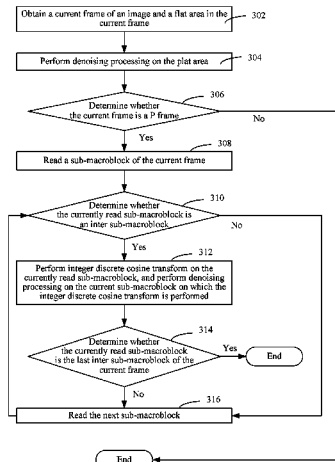 Obtain a current frame of an image and a flat area in the
current frame
302
Perform denoising processing on the plat area
304
Determine whether
the current frame is a P frame
306
No
Yes
308
Read a sub-macroblock of the current frame
Determine whether
the currently read sub-macroblock is
an inter sub-macroblock
310
No
Yes
312
Perform integer discrete cosine transform on the
currently read sub-macroblock, and perform denoising
processing on the current sub-macroblock on which the
integer discrete cosine transform is performed
314
Determine whether
the currently read sub-macroblock
is the last inter sub-macroblock of the
current frame
Yes
End
No
316
Read the next sub-macroblock
End